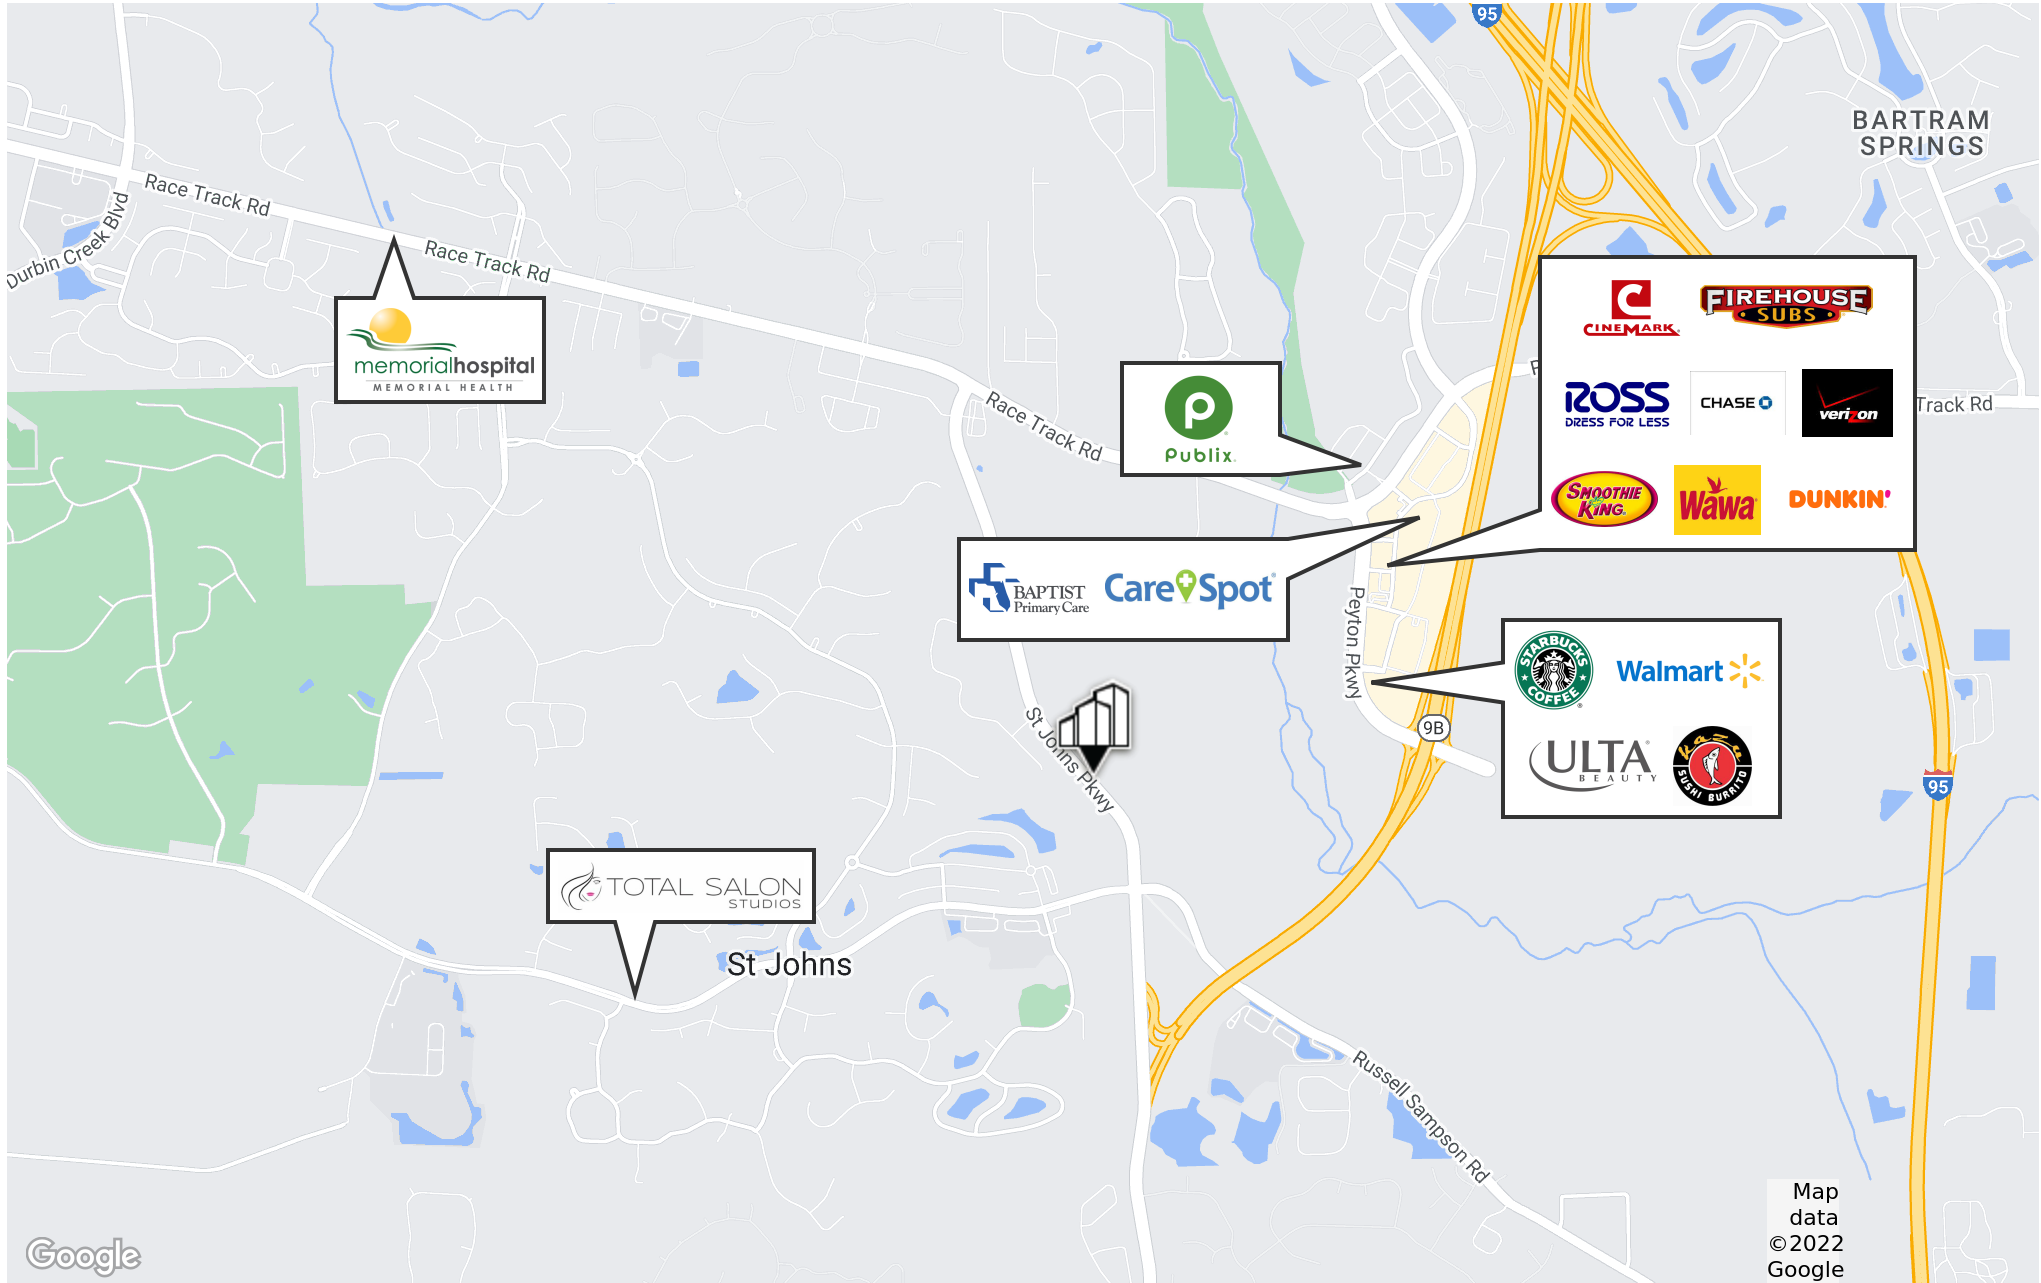 95
BARTRAM
SPRINGS
Race Track Rd
Durbin Creek Blvd
Race Track Rd
memorialhospital
MEMORIAL HEALTH
CINEMARK
FIREHOUSE
SUBS
ROSS
DRESS FOR LESS
CHASE
verizon
Track Rd
Race Track Rd
Publix
SMOOTHIE
KING
Wawa
DUNKIN'
BAPTIST
Primary Care
CareSpot
Peyton Pkwy
STARBUCKS
COFFEE
Walmart
St Johns Pkwy
9B
ULTA
BEAUTY
KAZU
SUSHI BURRITO
95
TOTAL SALON
STUDIOS
St Johns
Russell Sampson Rd
Google
Map
data
©2022
Google